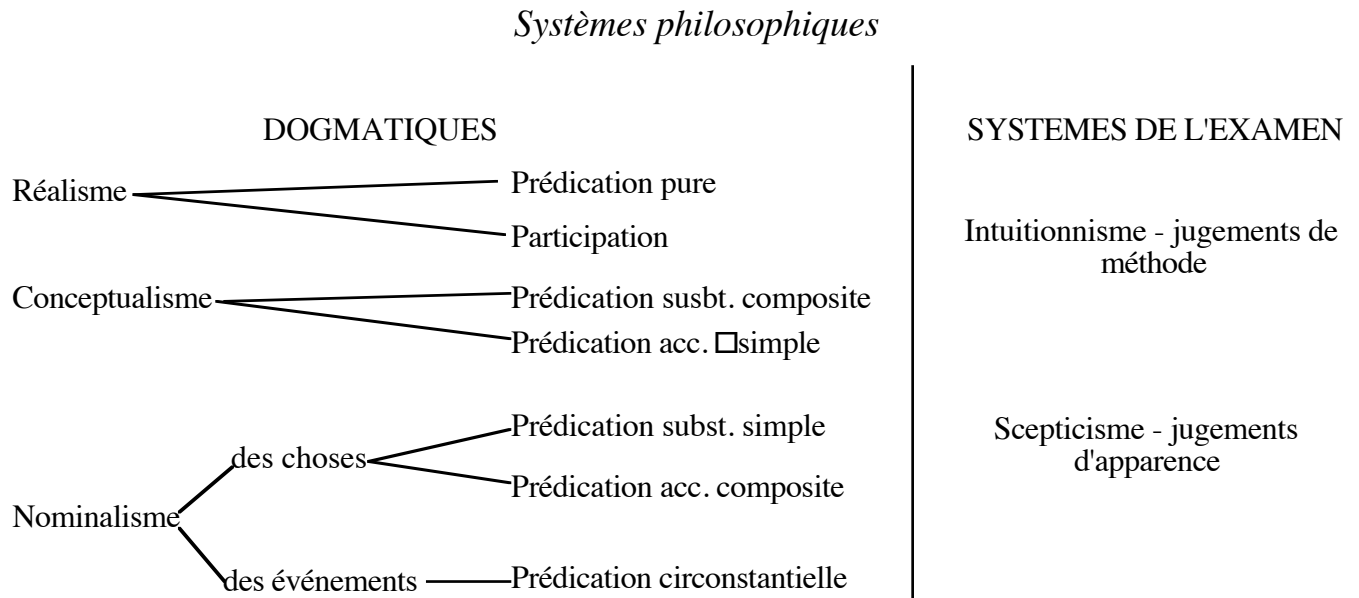 Systèmes philosophiques
DOGMATIQUES
SYSTEMES DE L'EXAMEN
Réalisme
Prédication pure
Participation
Intuitionnisme - jugements de
méthode
Conceptualisme
Prédication susbt. composite
Prédication acc. □simple
Prédication subst. simple
Scepticisme - jugements
d'apparence
des choses
Prédication acc. composite
Nominalisme
des événements
Prédication circonstantielle